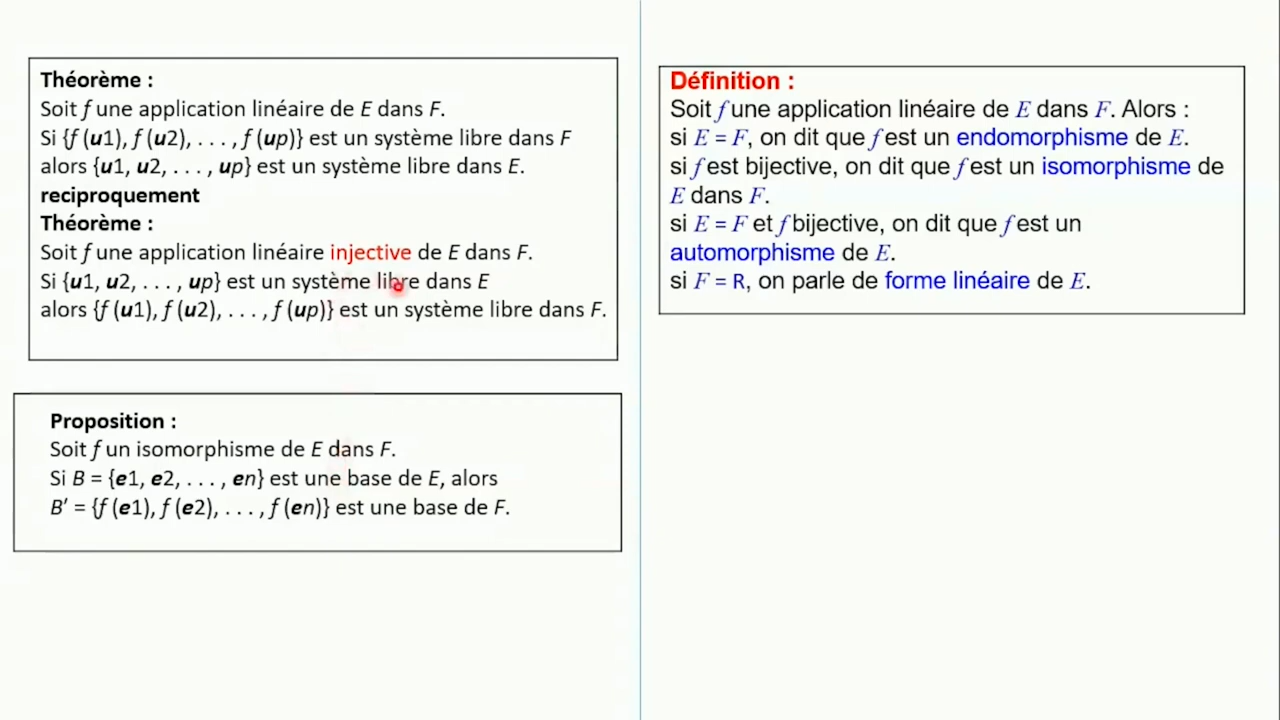 Théorème :
Soit f une application linéaire de E dans F.
Si {f (u1), f (u2), . . . , f (up)} est un système libre dans F
alors {u1, u2, . . . , up} est un système libre dans E.
reciproquement
Théorème :
Soit f une application linéaire injective de E dans F.
Si {u1, u2, . . . , up} est un système libre dans E
alors {f (u1), f (u2), . . . , f (up)} est un système libre dans F.
Proposition :
Soit f un isomorphisme de E dans F.
Si B = {e1, e2, . . . , en} est une base de E, alors
B′ = {f (e1), f (e2), . . . , f (en)} est une base de F.
Définition :
Soit f une application linéaire de E dans F. Alors :
si E = F, on dit que f est un endomorphisme de E.
si f est bijective, on dit que f est un isomorphisme de
E dans F.
si E = F et f bijective, on dit que f est un
automorphisme de E.
si F = R, on parle de forme linéaire de E.